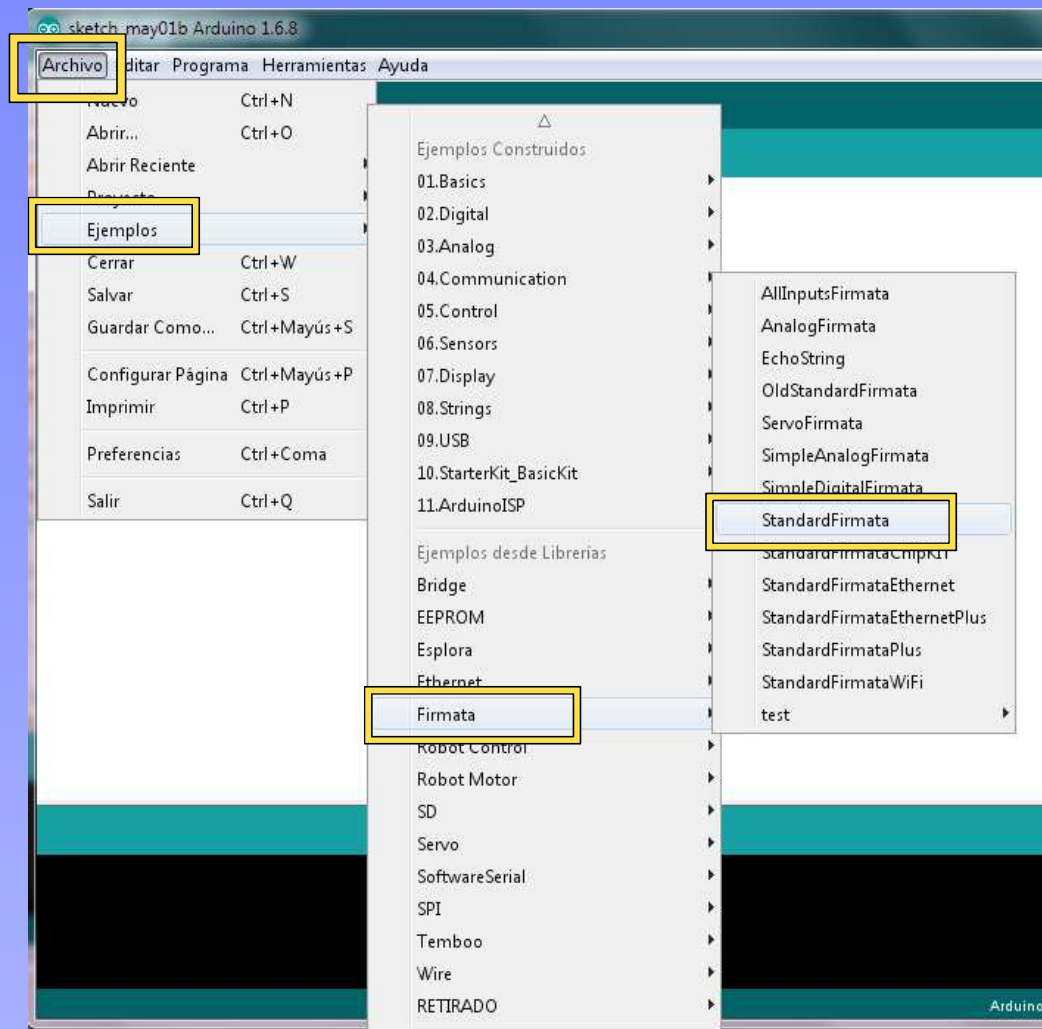 sketch_may01b Arduino 1.6.8
Archivo ditar Programa Herramientas Ayuda
Nuevo Ctrl+N
Abrir... Ctrl+O
Abrir Reciente
Proyecto
Ejemplos
Cerrar Ctrl+W
Salvar Ctrl+S
Guardar Como... Ctrl+Mayús+S
Configurar Página Ctrl+Mayús+P
Imprimir Ctrl+P
Preferencias Ctrl+Coma
Salir Ctrl+Q
Ejemplos Construidos
01.Basics
02.Digital
03.Analog
04.Communication
05.Control
06.Sensors
07.Display
08.Strings
09.USB
10.StarterKit_BasicKit
11.ArduinoISP
Ejemplos desde Librerías
Bridge
EEPROM
Esplora
Ethernet
Firmata
Robot Control
Robot Motor
SD
Servo
SoftwareSerial
SPI
Temboo
Wire
RETIRADO
AllInputsFirmata
AnalogFirmata
EchoString
OldStandardFirmata
ServoFirmata
SimpleAnalogFirmata
SimpleDigitalFirmata
StandardFirmata
StandardFirmataChipKIT
StandardFirmataEthernet
StandardFirmataEthernetPlus
StandardFirmataPlus
StandardFirmataWiFi
test
Arduino